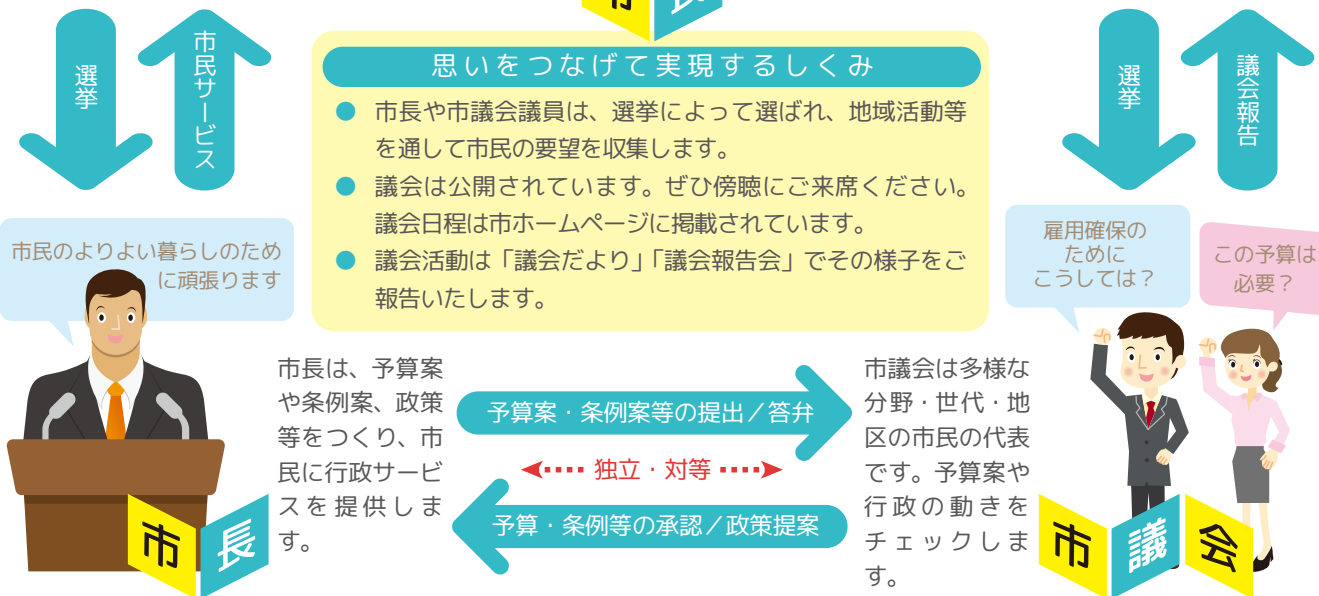 選挙
市民サービス
思いをつなげて実現するしくみ
● 市長や市議会議員は、選挙によって選ばれ、地域活動等
を通して市民の要望を収集します。
● 議会は公開されています。ぜひ傍聴にご来席ください。
議会日程は市ホームページに掲載されています。
● 議会活動は「議会だより」「議会報告会」でその様子をご
報告いたします。
選挙
議会報告
市民のよりよい暮らしのため
に頑張ります
雇用確保の
ために
こうしては？
この予算は
必要？
市長は、予算案
や条例案、政策
等をつくり、市
民に行政サービ
スを提供しま
す。
予算案・条例案等の提出／答弁
独立・対等
予算・条例等の承認／政策提案
市議会は多様な
分野・世代・地
区の市民の代表
です。予算案や
行政の動きを
チェックしま
す。
市長
市議会